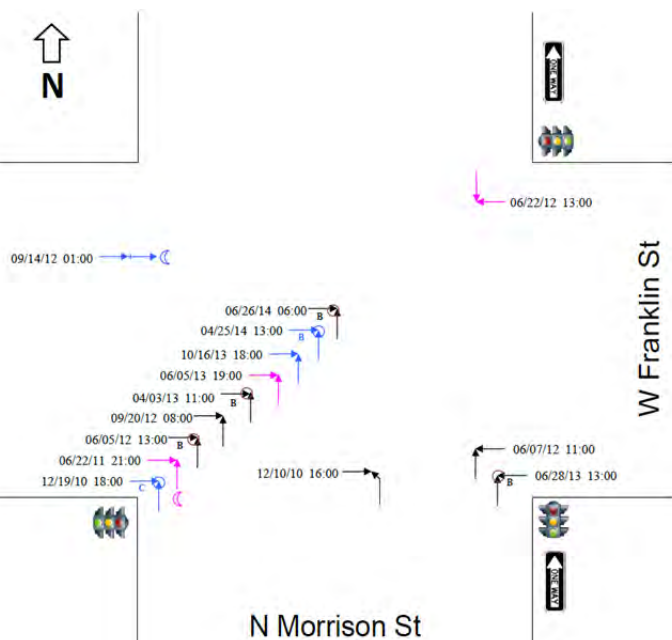 N
ONE WAY
06/22/12 13:00
09/14/12 01:00
W Franklin St
06/26/14 06:00
B
04/25/14 13:00
B
10/16/13 18:00
06/05/13 19:00
04/03/13 11:00
B
09/20/12 08:00
06/05/12 13:00
B
06/22/11 21:00
12/19/10 18:00
C
12/10/10 16:00
06/07/12 11:00
06/28/13 13:00
B
ONE WAY
N Morrison St